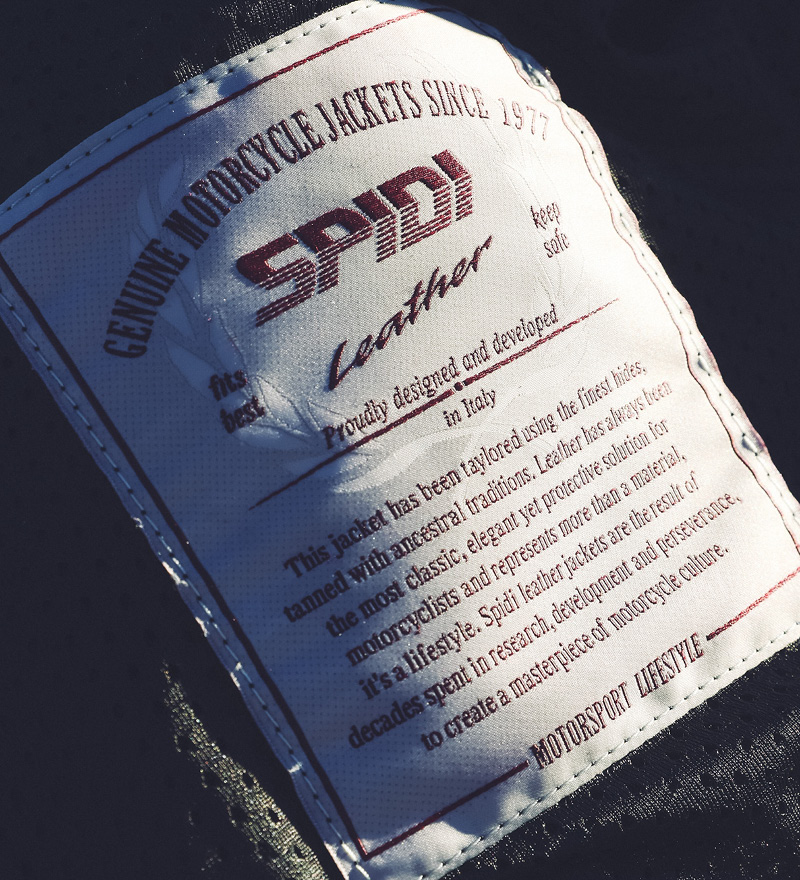 GENUINE MOTORCYCLE JACKETS SINCE 1977
SPIDI
keep
safe
Leather
fits
best
Proudly designed and developed
in Italy
This jacket has been taylored using the finest hides,
tanned with ancestral traditions. Leather has always been
the most classic, elegant yet protective solution for
motorcyclists and represents more than a material,
it's a lifestyle. Spidi leather jackets are the result of
decades spent in research, development and perseverance,
to create a masterpiece of motorcycle culture.
MOTORSPORT LIFESTYLE